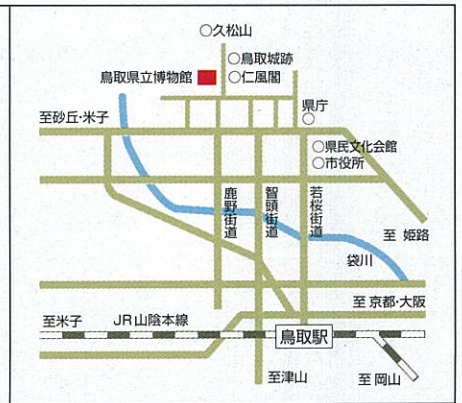 ○久松山
○鳥取城跡
鳥取県立博物館
○仁風閣
県庁
○
至砂丘・米子
○県民文化会館
○市役所
鹿野街道
智頭街道
若桜街道
至 姫路
袋川
至 京都・大阪
至米子
JR山陰本線
鳥取駅
至津山
至 岡山